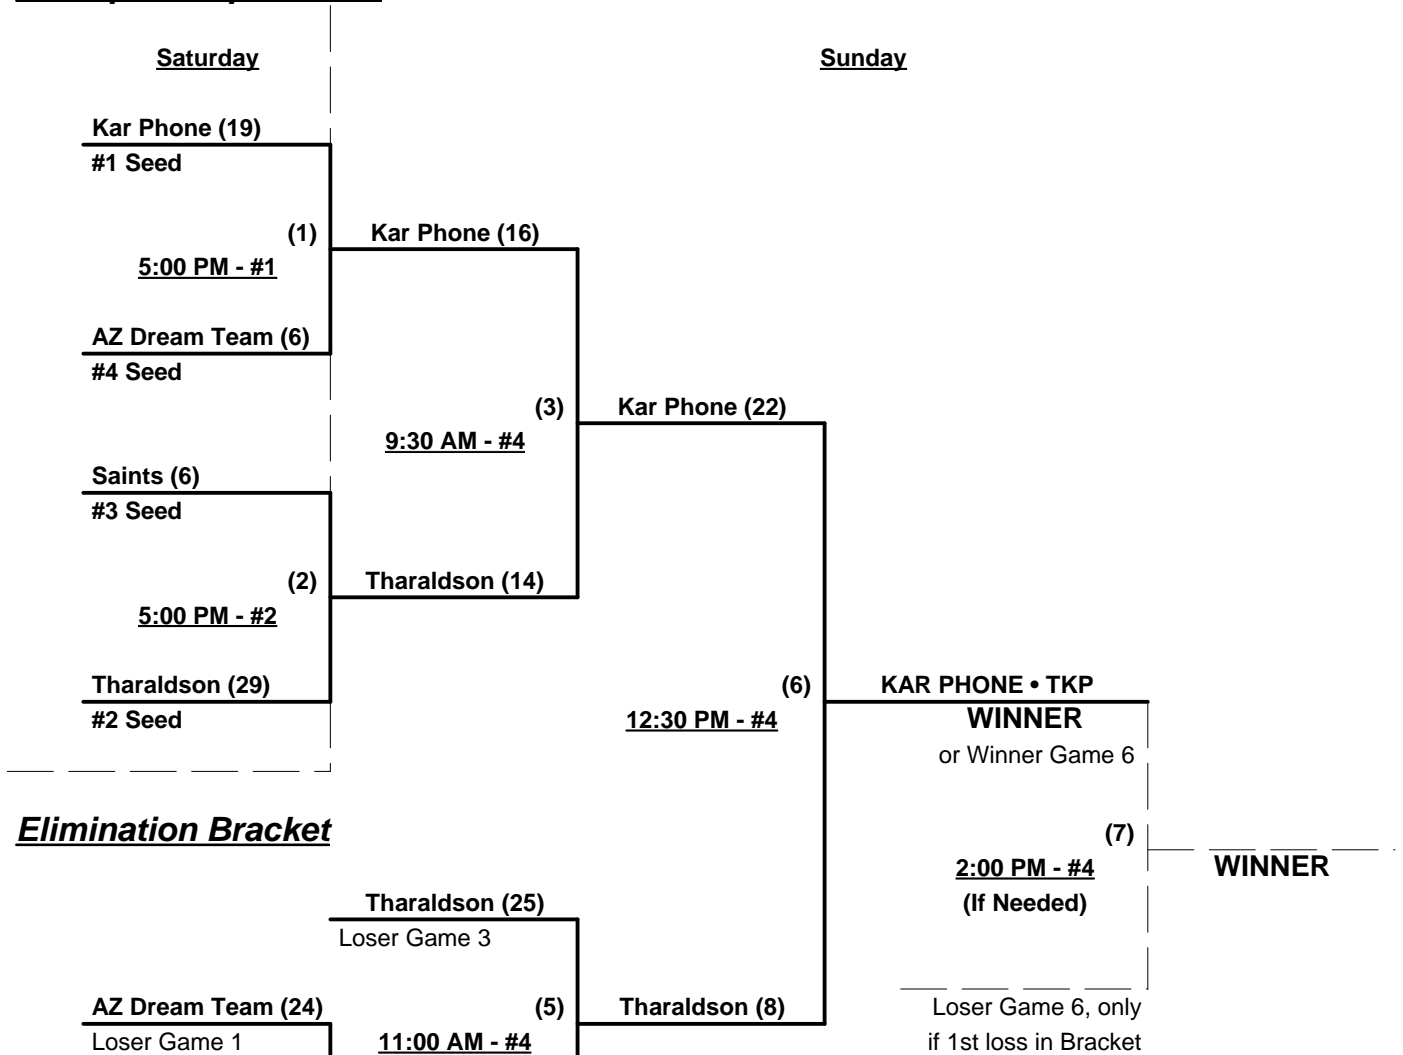 Saturday
Sunday
Kar Phone (19)
#1 Seed
(1)
Kar Phone (16)
5:00 PM - #1
AZ Dream Team (6)
#4 Seed
(3)
Kar Phone (22)
9:30 AM - #4
Saints (6)
#3 Seed
(2)
Tharaldson (14)
5:00 PM - #2
Tharaldson (29)
#2 Seed
(6)
KAR PHONE • TKP
12:30 PM - #4
WINNER
or Winner Game 6
Elimination Bracket
(7)
2:00 PM - #4
WINNER
(If Needed)
Tharaldson (25)
Loser Game 3
AZ Dream Team (24)
Loser Game 1
(5)
Tharaldson (8)
11:00 AM - #4
Loser Game 6, only
if 1st loss in Bracket